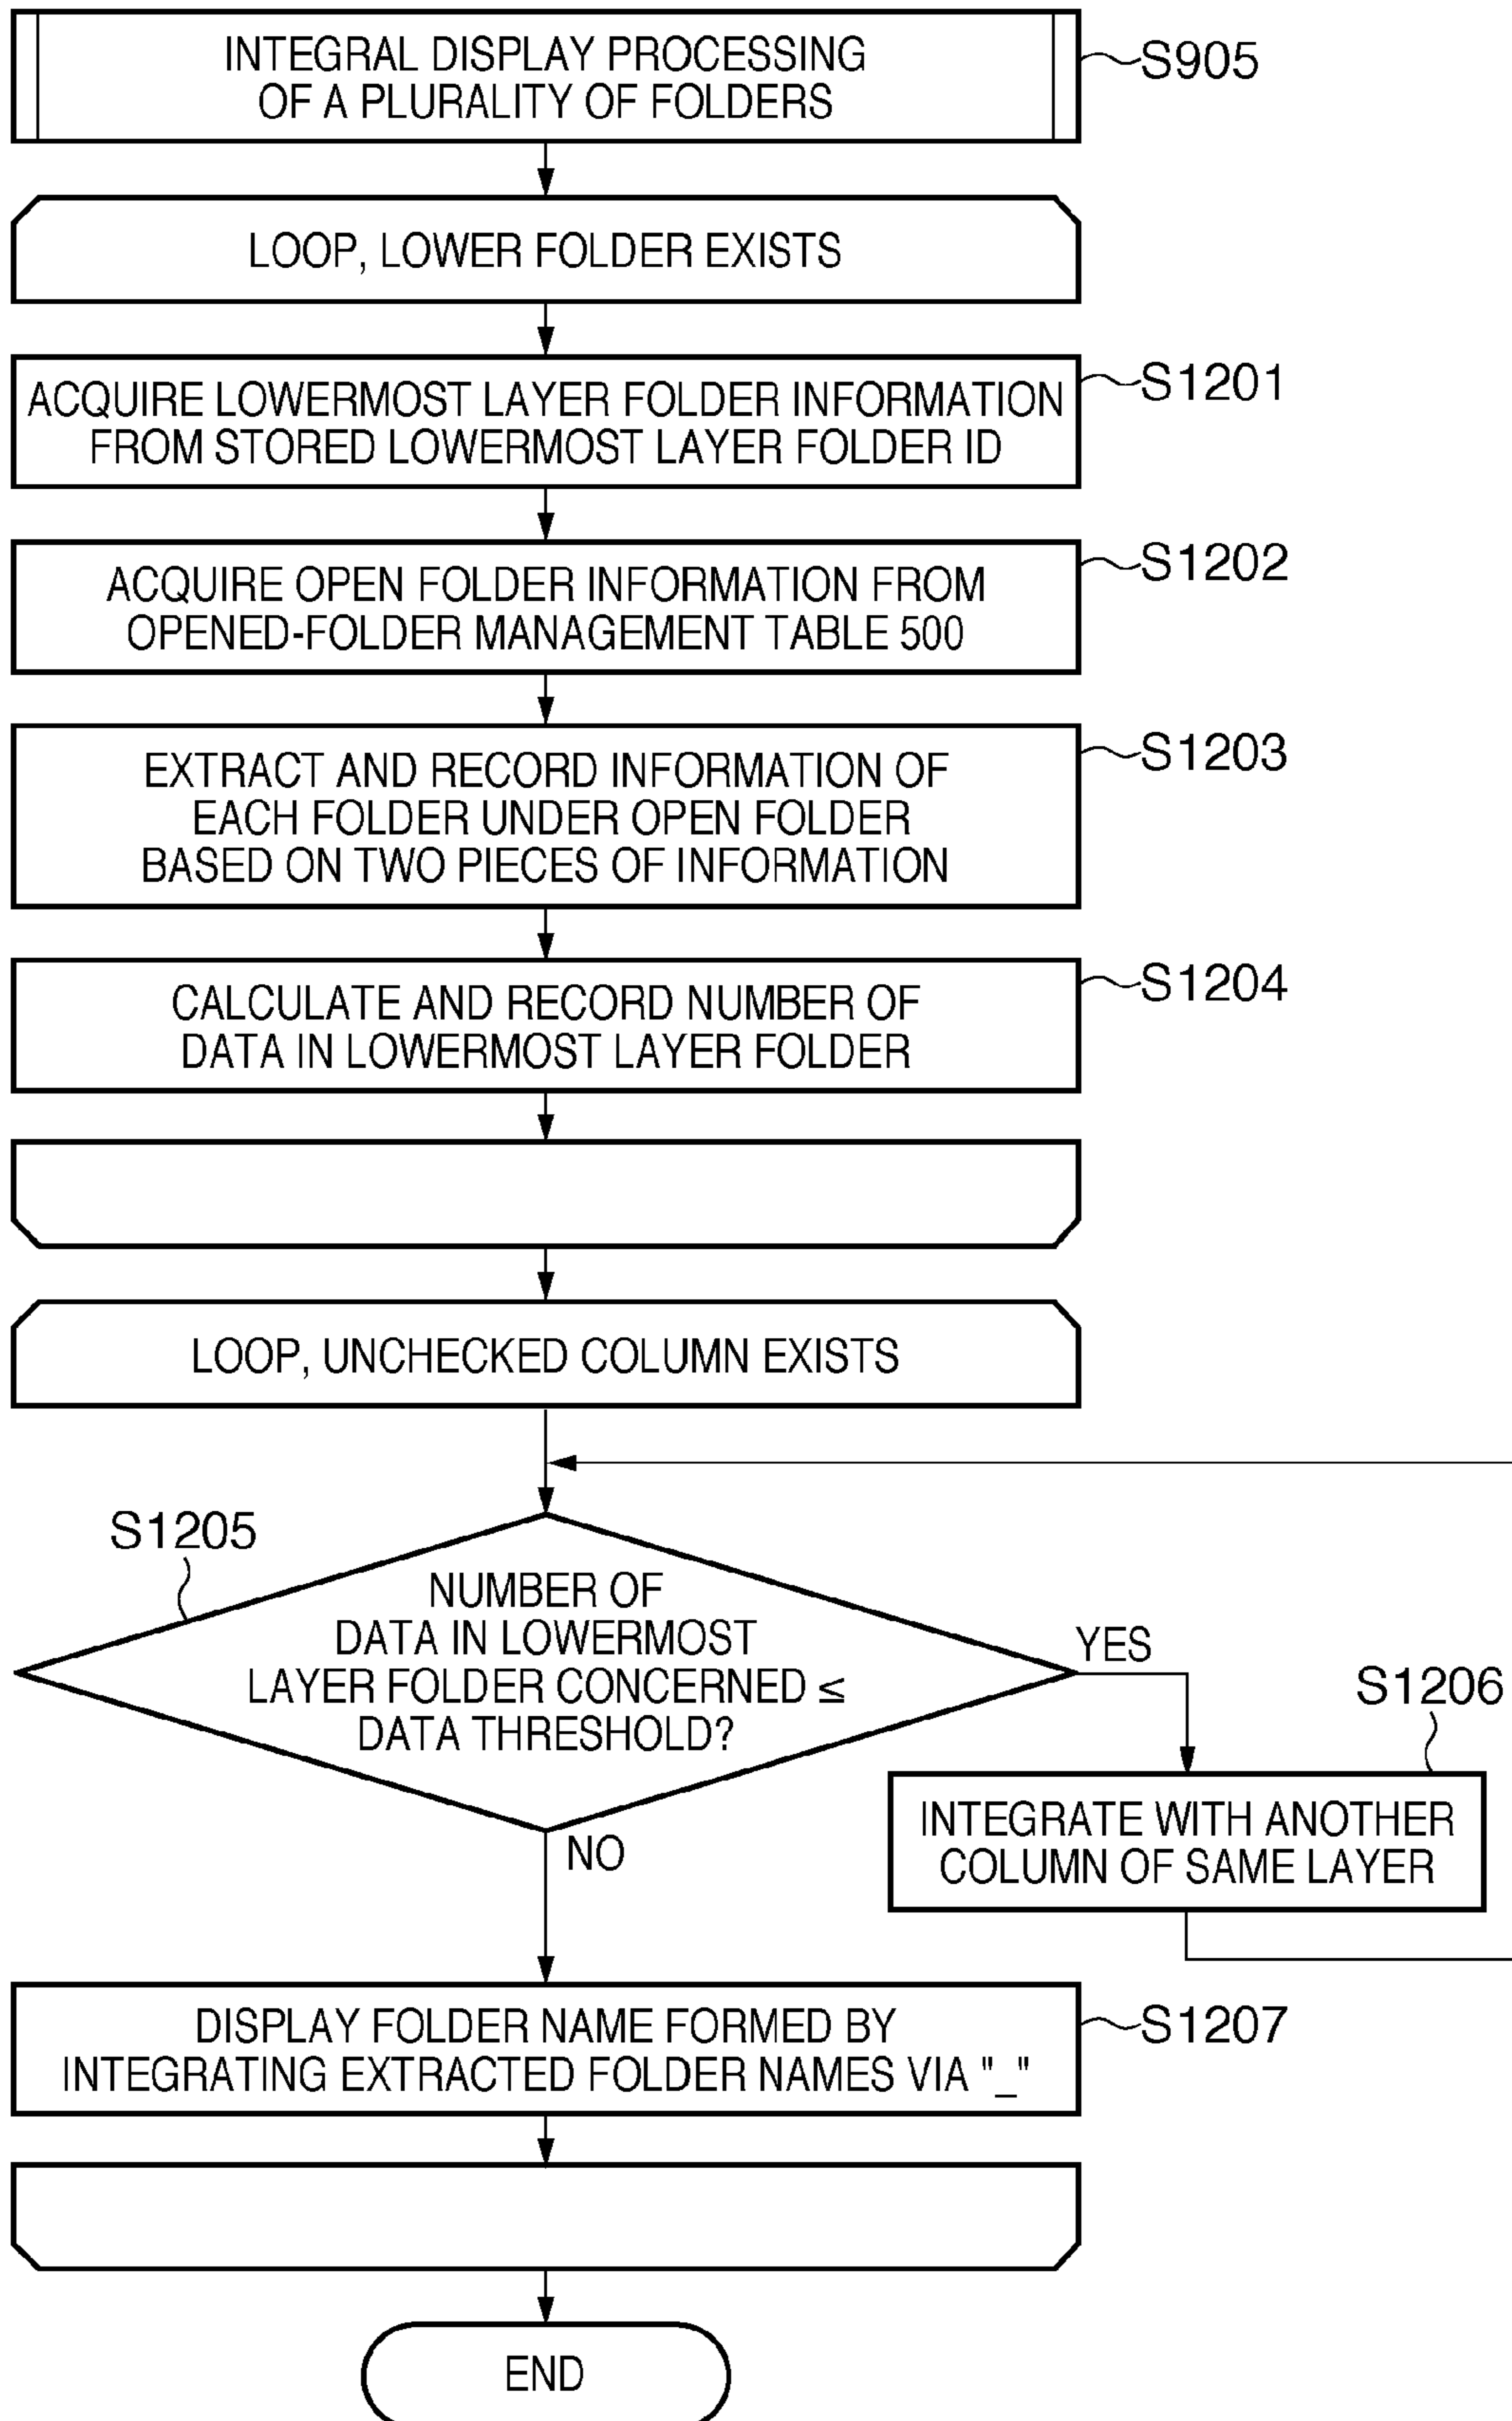 INTEGRAL DISPLAY PROCESSING
OF A PLURALITY OF FOLDERS
S905
LOOP, LOWER FOLDER EXISTS
ACQUIRE LOWERMOST LAYER FOLDER INFORMATION
FROM STORED LOWERMOST LAYER FOLDER ID
S1201
ACQUIRE OPEN FOLDER INFORMATION FROM
OPENED-FOLDER MANAGEMENT TABLE 500
S1202
EXTRACT AND RECORD INFORMATION OF
EACH FOLDER UNDER OPEN FOLDER
BASED ON TWO PIECES OF INFORMATION
S1203
CALCULATE AND RECORD NUMBER OF
DATA IN LOWERMOST LAYER FOLDER
S1204
LOOP, UNCHECKED COLUMN EXISTS
S1205
NUMBER OF
DATA IN LOWERMOST
LAYER FOLDER CONCERNED ≤
DATA THRESHOLD?
YES
S1206
INTEGRATE WITH ANOTHER
COLUMN OF SAME LAYER
NO
DISPLAY FOLDER NAME FORMED BY
INTEGRATING EXTRACTED FOLDER NAMES VIA "_"
S1207
END